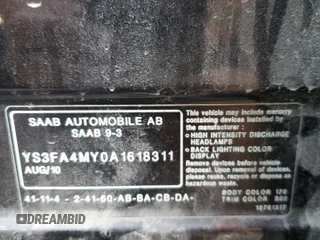 SAAB AUTOMOBILE AB
SAAB 9-3
YS3FA4MY0A1618311
AUG/10
41-11-4 - 2-41-60-AB-BA-CB-DA-
This vehicle may include mercury
containing devices installed by
the manufacturer:
HIGH INTENSITY DISCHARGE
HEADLAMPS
BACK LIGHTING COLOR
DISPLAY
Remove devices before vehicle
disposal. Upon removal of devices
please reuse, recycle or dispose
as hazardous waste.
BODY COLOR 170
TRIM COLOR
DEALERSCOPE